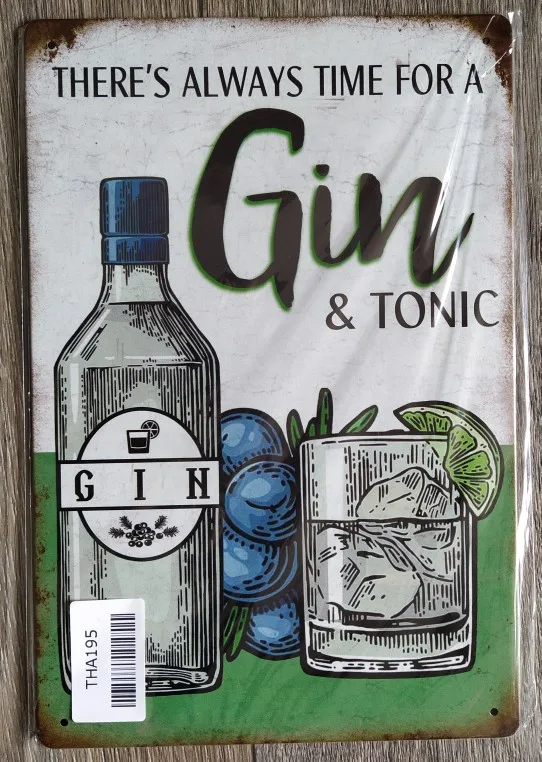 THERE'S ALWAYS TIME FOR A
Gin
& TONIC
GIN
THA195